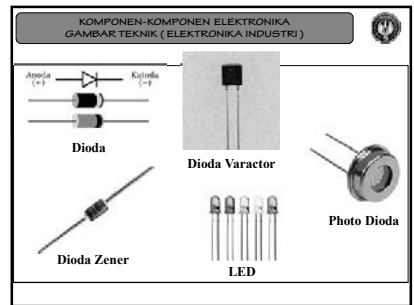 KOMPONEN-KOMPONEN ELEKTRONIKA
GAMBAR TEKNIK ( ELEKTRONIKA INDUSTRI )
Anoda
(+)
Katoda
(−)
Dioda
Dioda Varactor
Photo Dioda
Dioda Zener
LED